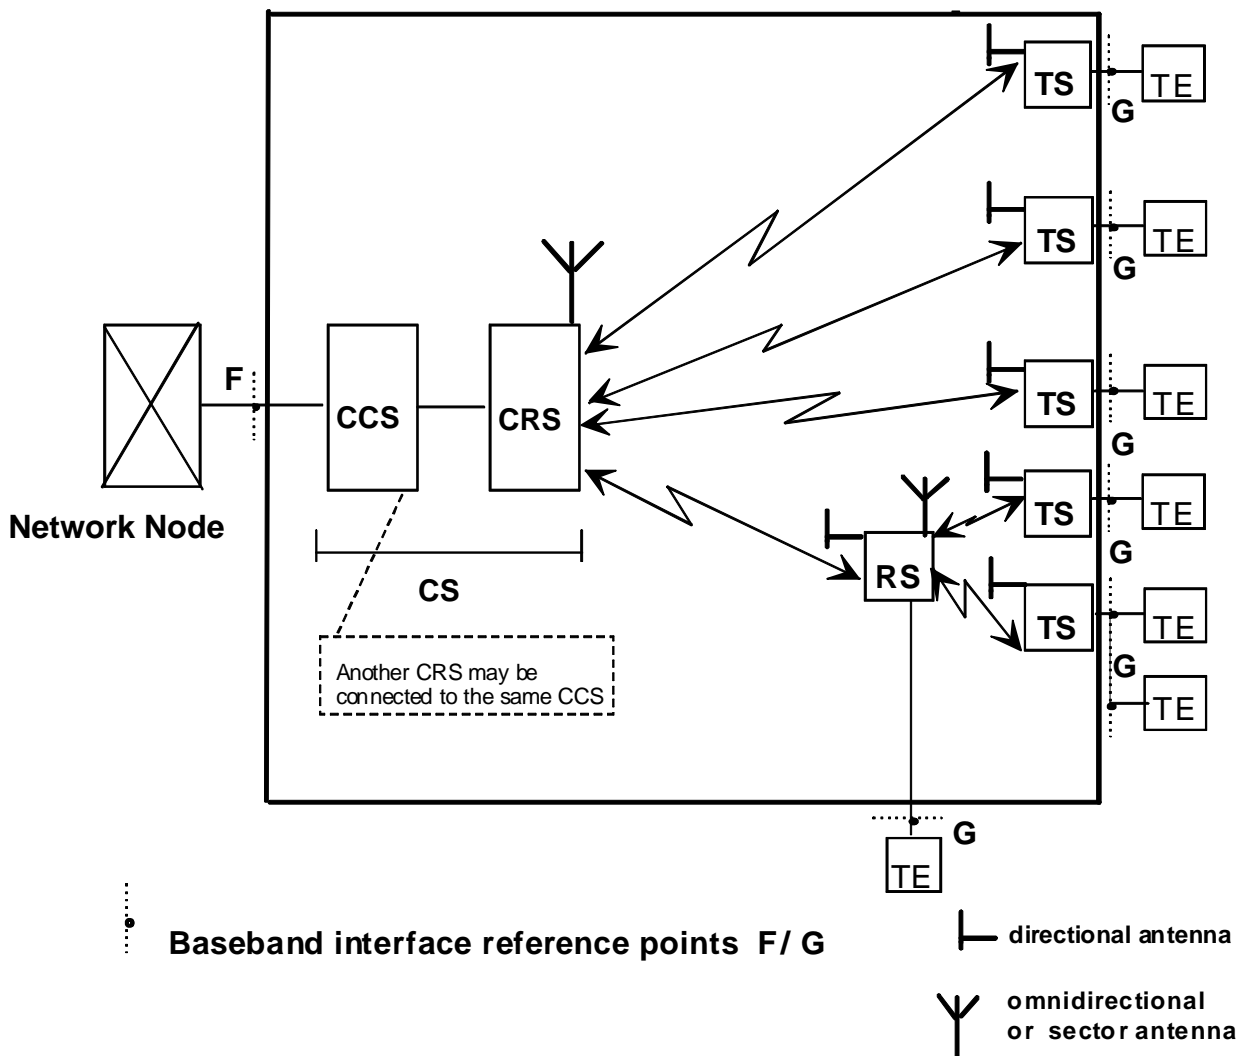 TS
TE
G
TS
TE
G
F
CCS
CRS
TS
TE
G
Network Node
TS
TE
G
CS
RS
TS
TE
G
Another CRS may be
connected to the same CCS
TE
G
TE
Baseband interface reference points F/ G
directional antenna
omnidirectional
or sector antenna